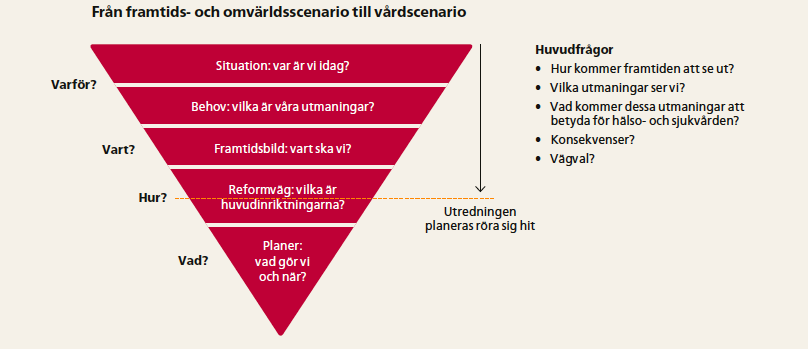 Från framtids- och omvärldsscenario till vårdscenario
Varför?
Situation: var är vi idag?
Behov: vilka är våra utmaningar?
Vart?
Framtidsbild: vart ska vi?
Hur?
Reformväg: vilka är
huvudinriktningarna?
Vad?
Planer:
vad gör vi
och när?
Utredningen
planeras röra sig hit
Huvudfrågor
• Hur kommer framtiden att se ut?
• Vilka utmaningar ser vi?
• Vad kommer dessa utmaningar att
betyda för hälso- och sjukvården?
• Konsekvenser?
• Vägval?